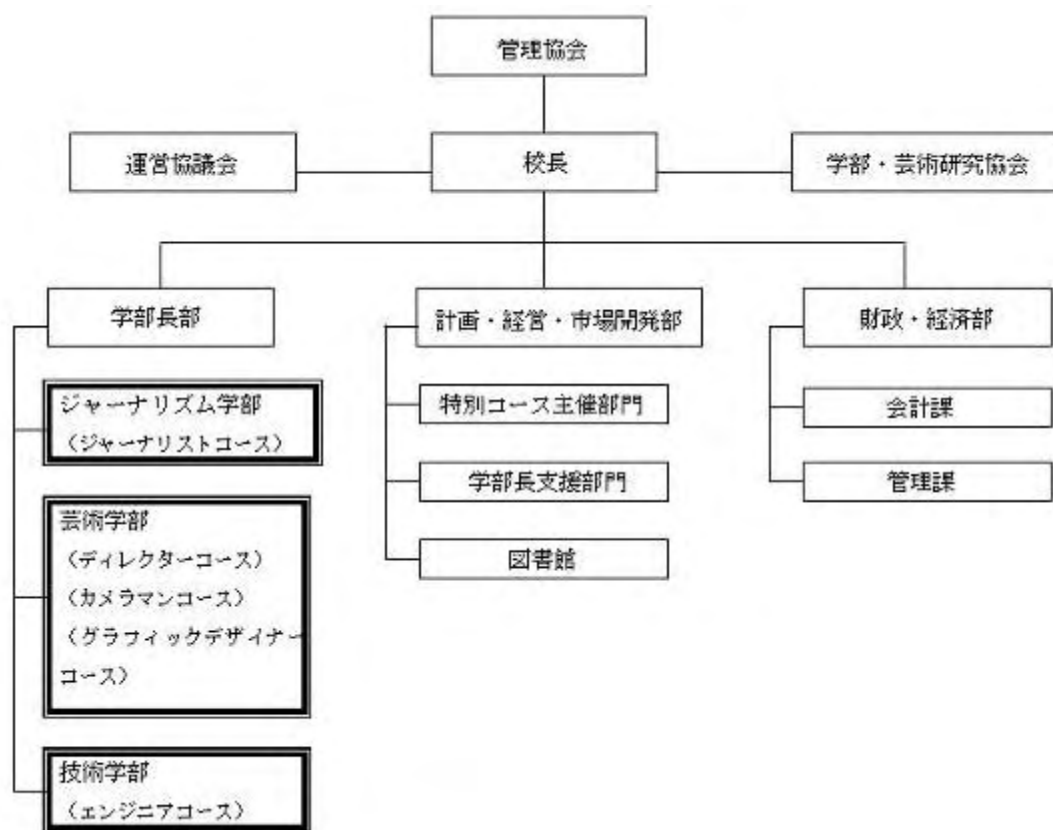 管理協会
運営協議会
校長
学部・芸術研究協会
学部長部
計画・経営・市場開発部
財政・経済部
ジャーナリズム学部
（ジャーナリストコース）
特別コース主催部門
会計課
学部長支援部門
管理課
芸術学部
（ディレクターコース）
（カメラマンコース）
（グラフィックデザイナー
コース）
図書館
技術学部
（エンジニアコース）